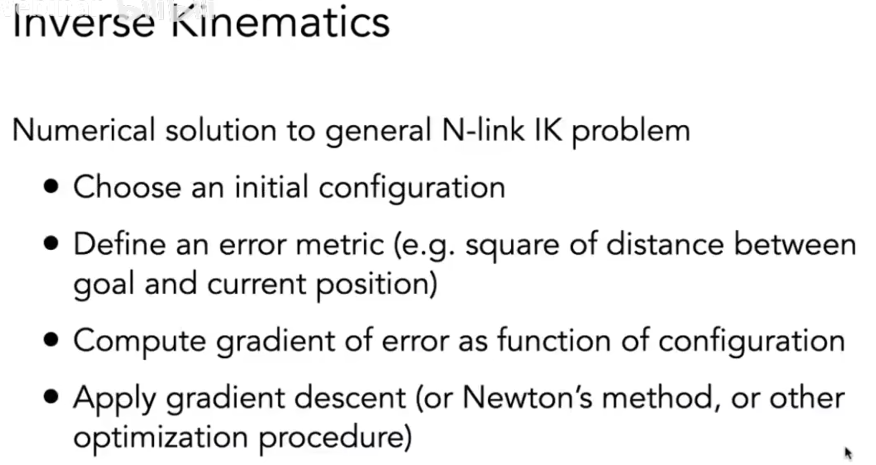 Inverse Kinematics
Numerical solution to general N-link IK problem
• Choose an initial configuration
• Define an error metric (e.g. square of distance between
goal and current position)
• Compute gradient of error as function of configuration
• Apply gradient descent (or Newton's method, or other
optimization procedure)